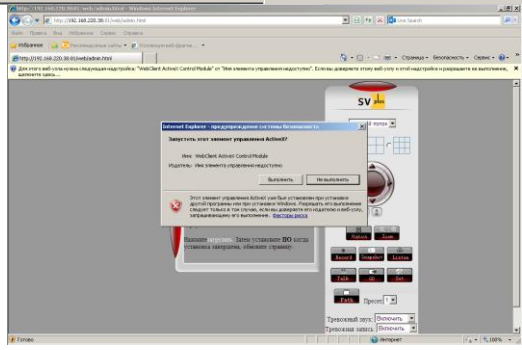 http://192.168.220.30:81/web/admin.html - Windows Internet Explorer
http://192.168.220.30:81/web/admin.html
Live Search
Файл Правка Вид Избранное Сервис Справка
Избранное
Рекомендуемые сайты
Коллекция веб-фрагме...
http://192.168.220.30:81/web/admin.html
Страница Безопасность Сервис
Для этого веб-узла нужна следующая надстройка: "WebClient ActiveX Control Module" от "Имя элемента управления недоступно". Если вы доверяете этому веб-узлу и этой надстройке и разрешаете ее выполнение,
щелкните здесь...
SV plus
Internet Explorer - предупреждение системы безопасности
Запустить этот элемент управления ActiveX?
Имя: WebClient ActiveX Control Module
Издатель: Имя элемента управления недоступно
Выполнить
Не выполнять
Этот элемент управления ActiveX уже был установлен при установке
другой программы или при установке Windows. Разрешать его выполнение
следует только в том случае, если вы доверяете его издателю и веб-узлу,
запрашивающему его выполнение. Факторы риска
Нажмите загрузить. Затем установите ПО когда
установка завершена, обновите страницу.
Focus Zoom
Record Snapshot Listen
Talk Set
Path Пресет 1
Тревожный звук: Включить
Тревожная запись: Включить
Готово
Интернет
100%